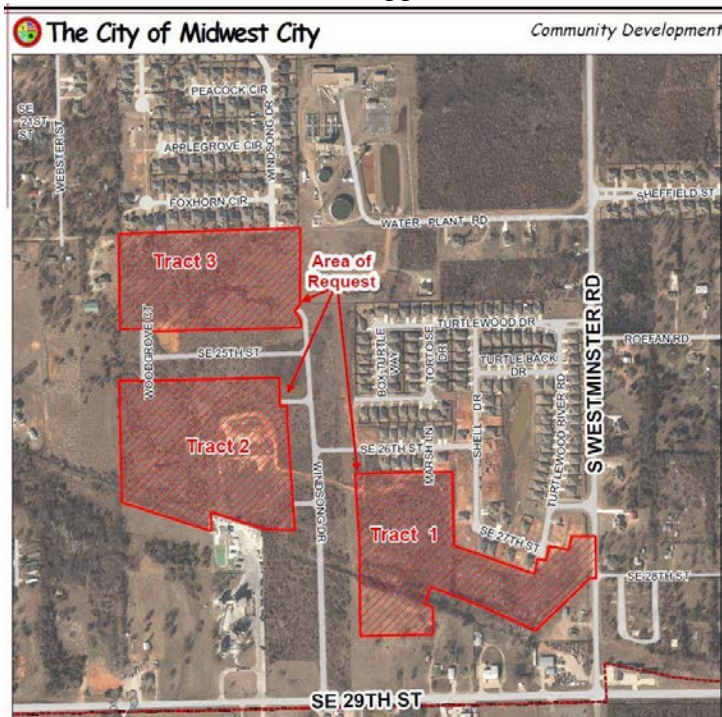 The City of Midwest City
Community Development
PEACOCK CIR
SE
21ST
ST
WEBSTER ST
APPLEGROVE CIR
WINDSONG DR
FOXHORN CIR
SHEFFIELD ST
WATER PLANT RD
Tract 3
Area of
Request
TURTLEWOOD DR
ROEFAN RD
WOODGROVE CT
SE 25TH ST
BOX TURTLE
WAY
TORTOISE
DR
TURTLE BACK
DR
S WESTMINSTER RD
SHELL DR
TURTLEWOOD RIVER RD
Tract 2
SE 26TH ST
MARSH LN
WINDSONG DR
Tract 1
SE 27TH ST
SE 28TH ST
SE 29TH ST